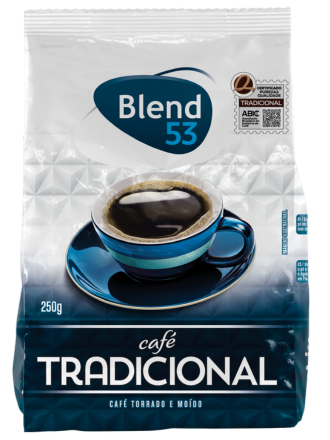 Blend
53
CERTIFICADO
PUREZA &
QUALIDADE
TRADICIONAL
ABIC
250g
café
TRADICIONAL
CAFÉ TORRADO E MOÍDO